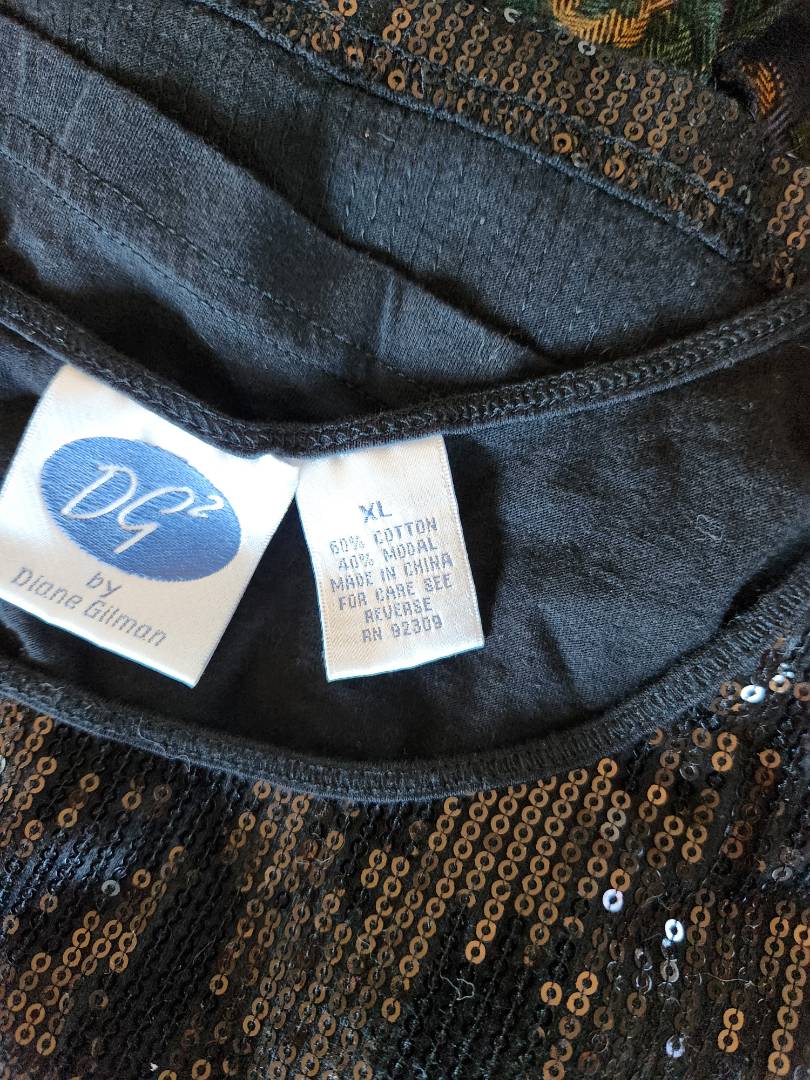 DG2
by
Diane Gilman
XL
60% COTTON
40% MODAL
MADE IN CHINA
FOR CARE SEE
REVERSE
RN 92309